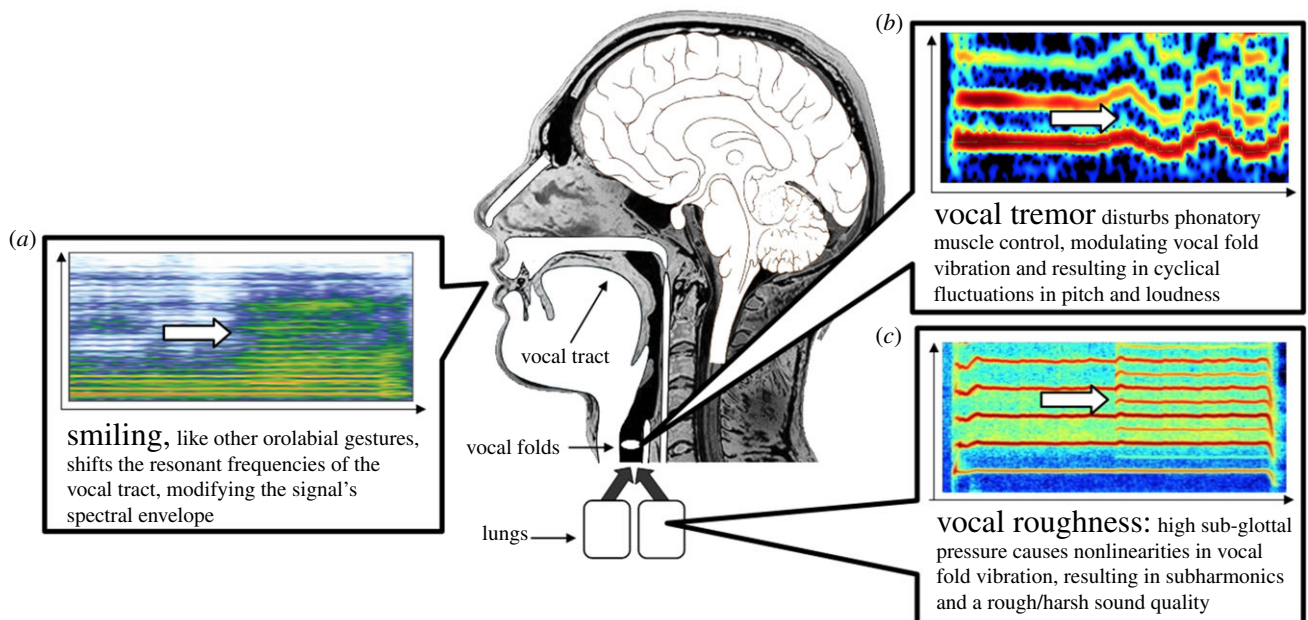 (a)
smiling, like other orolabial gestures,
shifts the resonant frequencies of the
vocal tract, modifying the signal's
spectral envelope
vocal tract
vocal folds
lungs
(b)
vocal tremor disturbs phonatory
muscle control, modulating vocal fold
vibration and resulting in cyclical
fluctuations in pitch and loudness
(c)
vocal roughness: high sub-glottal
pressure causes nonlinearities in vocal
fold vibration, resulting in subharmonics
and a rough/harsh sound quality